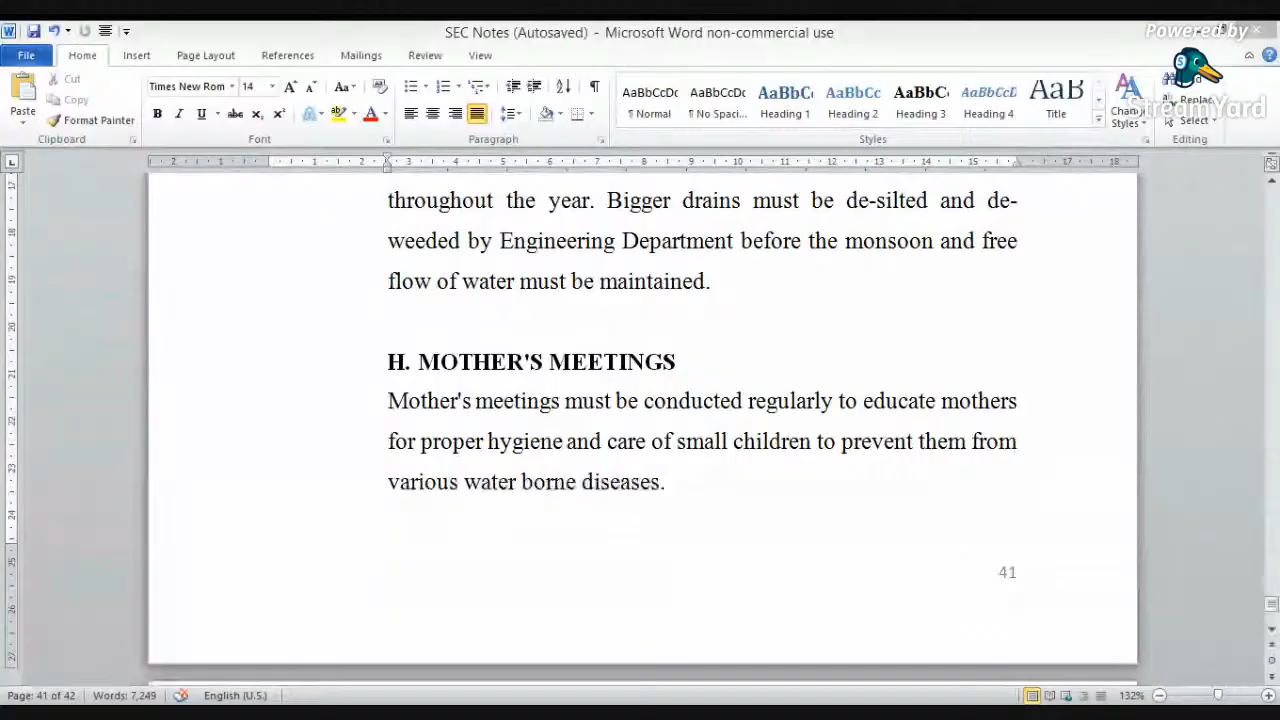 SEC Notes (Autosaved) - Microsoft Word non-commercial use
Powered by
File Home Insert Page Layout References Mailings Review View
Cut
Copy
Format Painter
Paste
Times New Rom 14
AaBbCcDc AaBbCcDc AaBbC AaBbCc AaBbC AaBbCcD AaB
¶ Normal ¶ No Spaci... Heading 1 Heading 2 Heading 3 Heading 4 Title
Change
Styles
Replace
Select
StreamYard
Clipboard Font Paragraph Styles Editing
throughout the year. Bigger drains must be de-silted and de-
weeded by Engineering Department before the monsoon and free
flow of water must be maintained.
H. MOTHER'S MEETINGS
Mother's meetings must be conducted regularly to educate mothers
for proper hygiene and care of small children to prevent them from
various water borne diseases.
41
Page: 41 of 42 Words: 7,249 English (U.S.) 132%